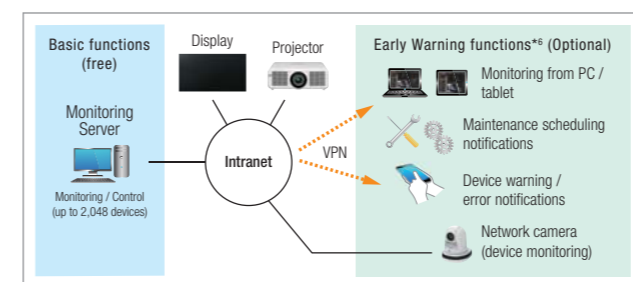 Basic functions
(free)
Monitoring
Server
Monitoring / Control
(up to 2,048 devices)
Display
Projector
Intranet
VPN
Early Warning functions*6 (Optional)
Monitoring from PC /
tablet
Maintenance scheduling
notifications
Device warning /
error notifications
Network camera
(device monitoring)